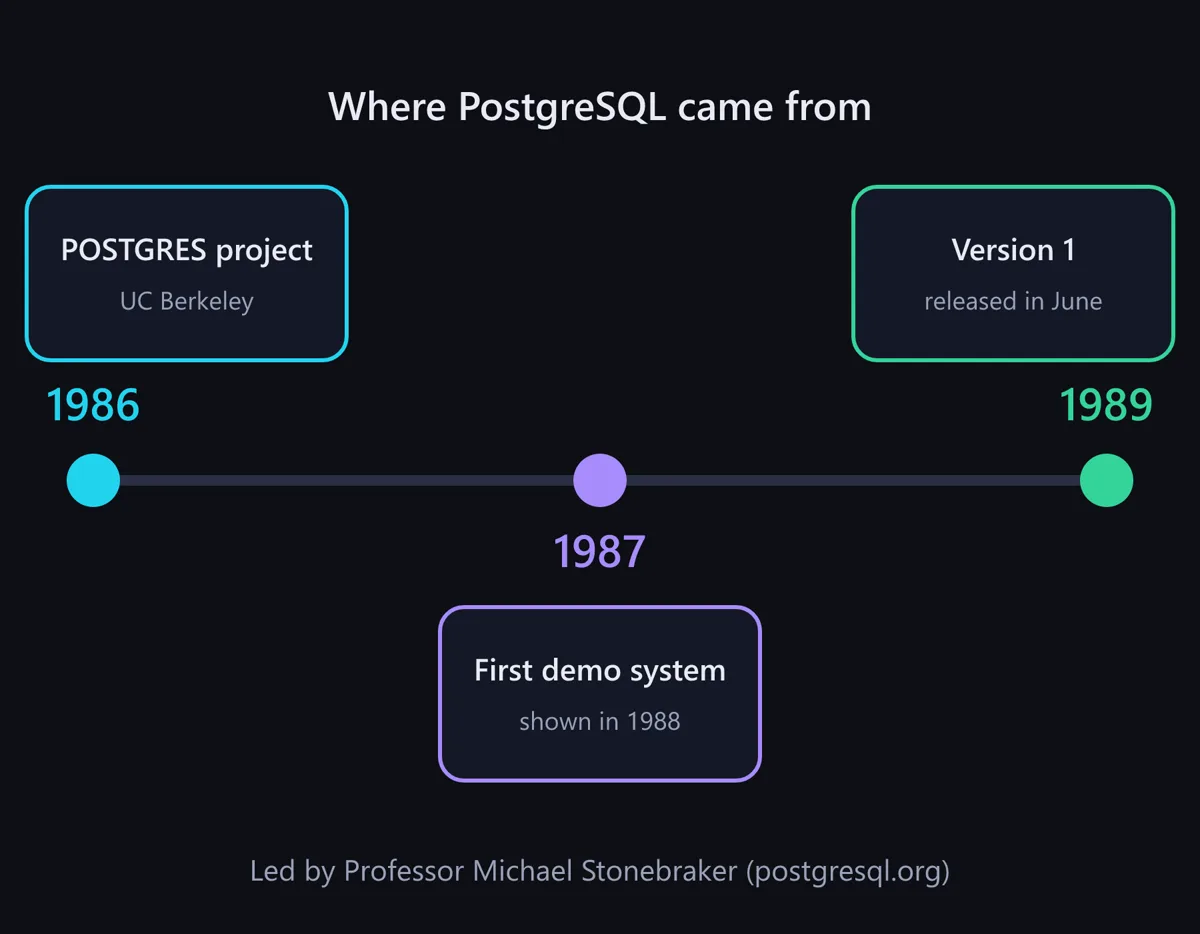 Where PostgreSQL came from
POSTGRES project
UC Berkeley
1986
Version 1
released in June
1989
1987
First demo system
shown in 1988
Led by Professor Michael Stonebraker (postgresql.org)